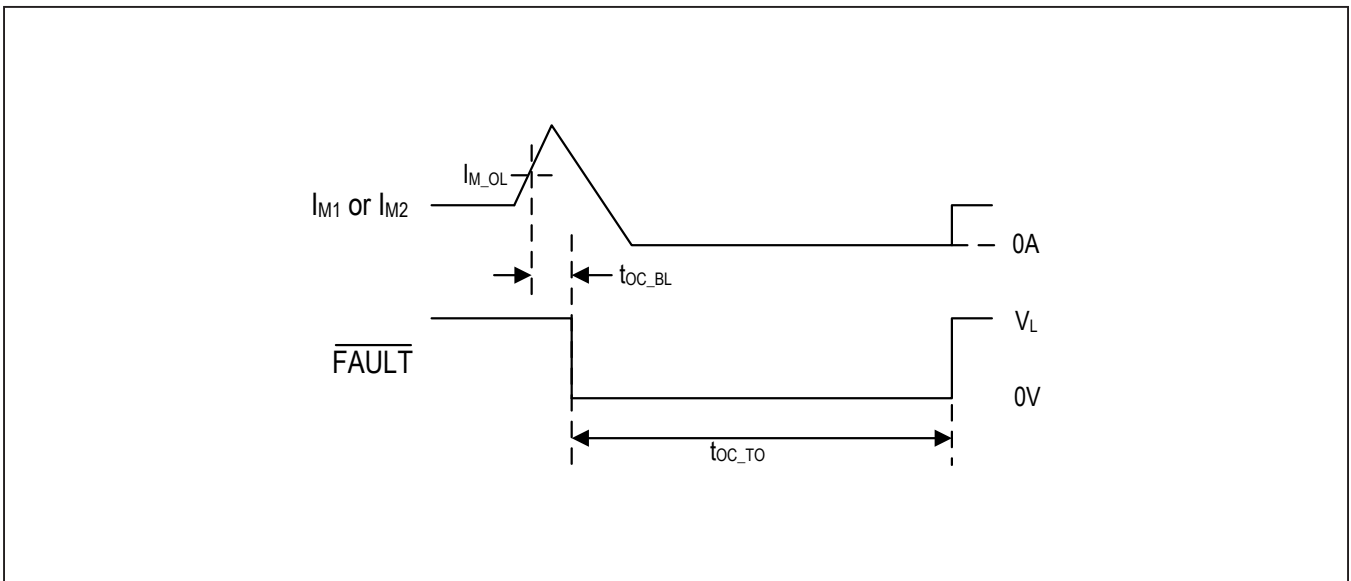 I_M_OL
I_M1 or I_M2
0A
t_OC_BL
V_L
FAULT
0V
t_OC_TO